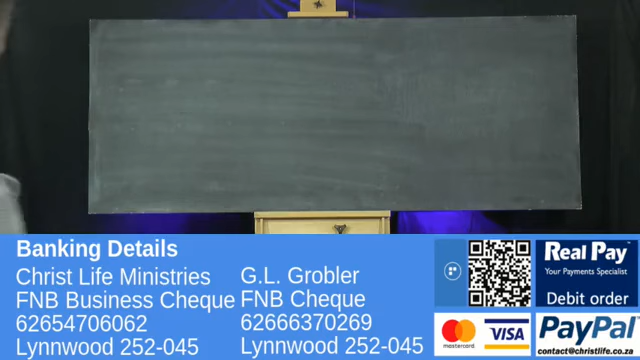 Banking Details
Christ Life Ministries
FNB Business Cheque
62654706062
Lynnwood 252-045
G.L. Grobler
FNB Cheque
62666370269
Lynnwood 252-045
Real Pay™
Your Payments Specialist
Debit order
mastercard
VISA
PayPal
contact@christlife.co.za